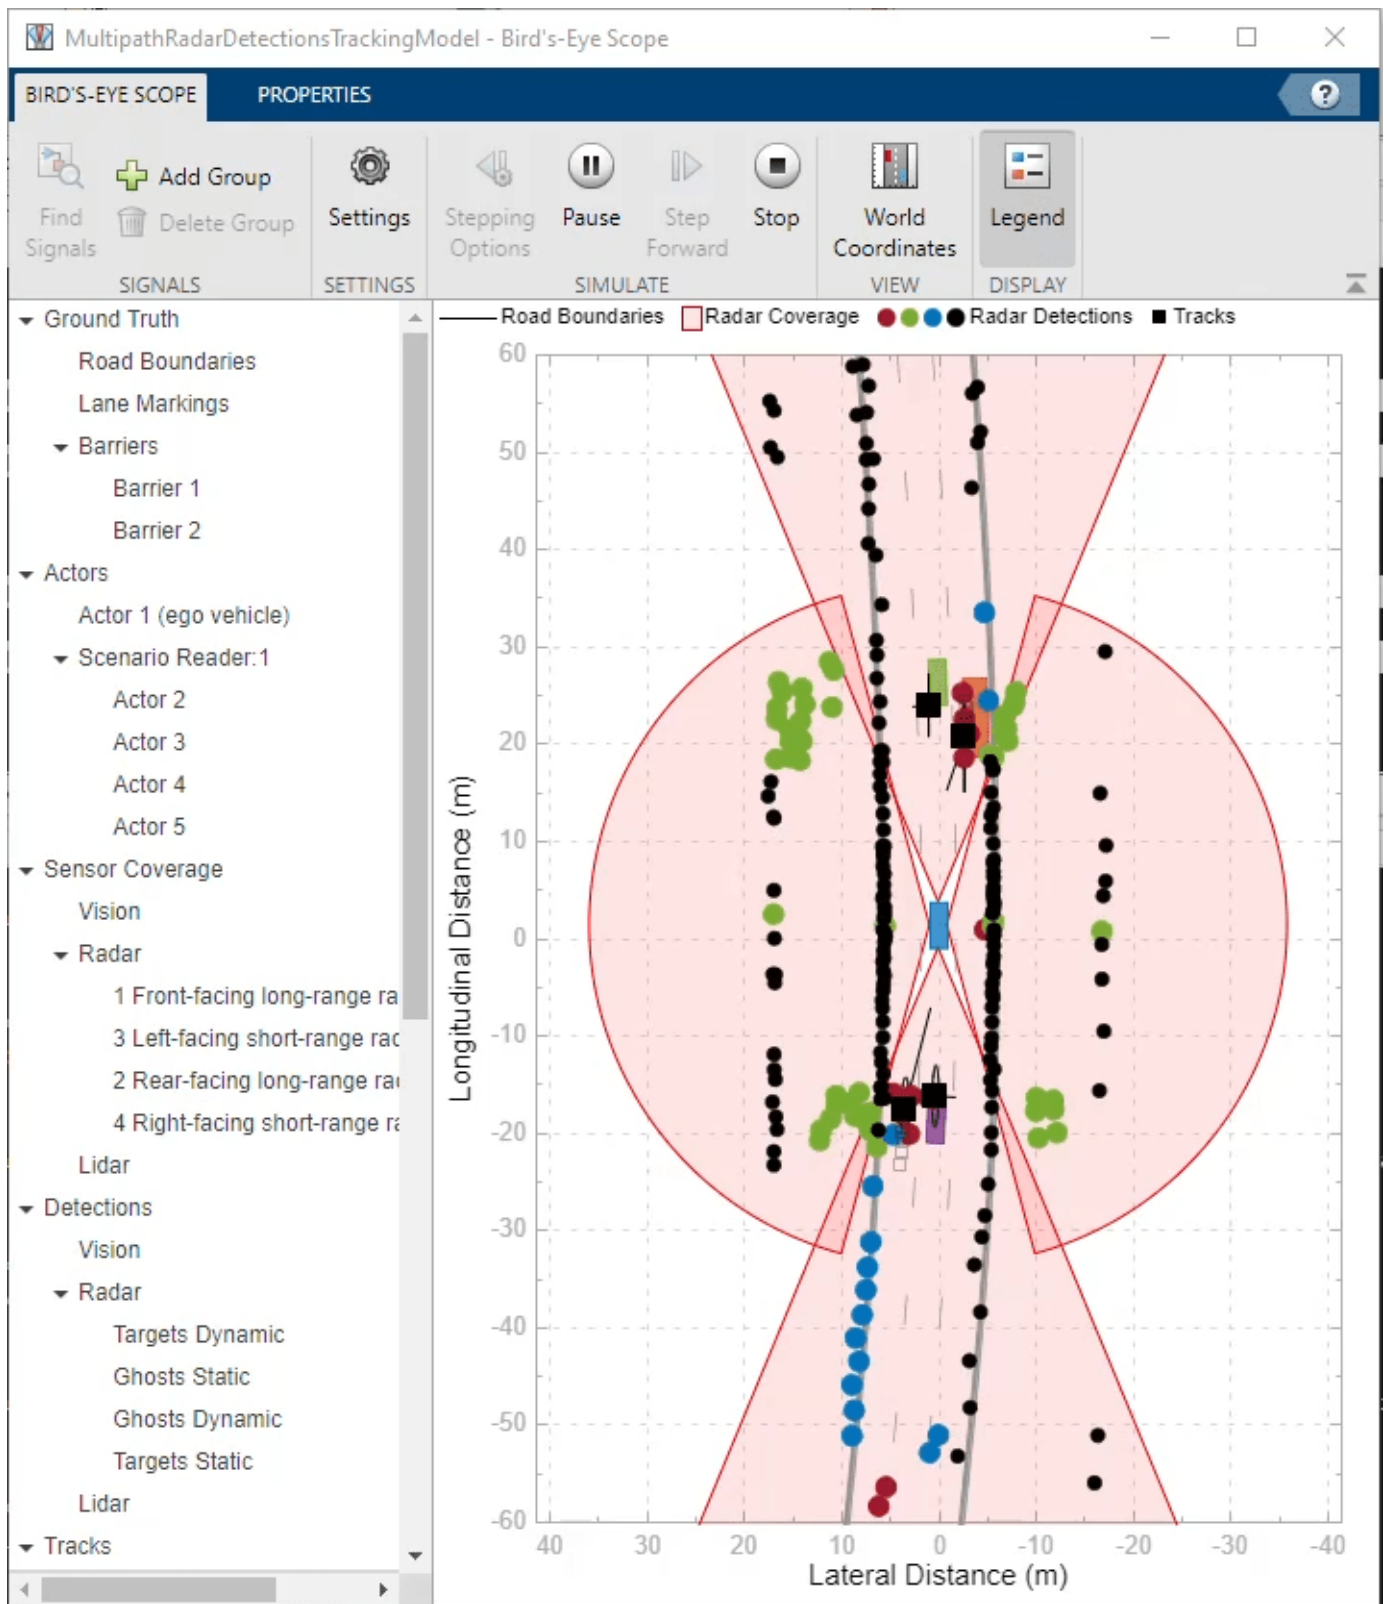 MultipathRadarDetectionsTrackingModel - Bird's-Eye Scope
BIRD'S-EYE SCOPE PROPERTIES ?
Find Signals
Add Group
Delete Group
Settings
Stepping Options
Pause
Step Forward
Stop
World Coordinates
Legend
SIGNALS SETTINGS SIMULATE VIEW DISPLAY
Ground Truth
Road Boundaries
Lane Markings
Barriers
Barrier 1
Barrier 2
Actors
Actor 1 (ego vehicle)
Scenario Reader:1
Actor 2
Actor 3
Actor 4
Actor 5
Sensor Coverage
Vision
Radar
1 Front-facing long-range ra
3 Left-facing short-range rad
2 Rear-facing long-range rad
4 Right-facing short-range ra
Lidar
Detections
Vision
Radar
Targets Dynamic
Ghosts Static
Ghosts Dynamic
Targets Static
Lidar
Tracks
Road Boundaries Radar Coverage Radar Detections Tracks
60
50
40
30
20
10
0
-10
-20
-30
-40
-50
-60
Longitudinal Distance (m)
40 30 20 10 0 -10 -20 -30 -40
Lateral Distance (m)